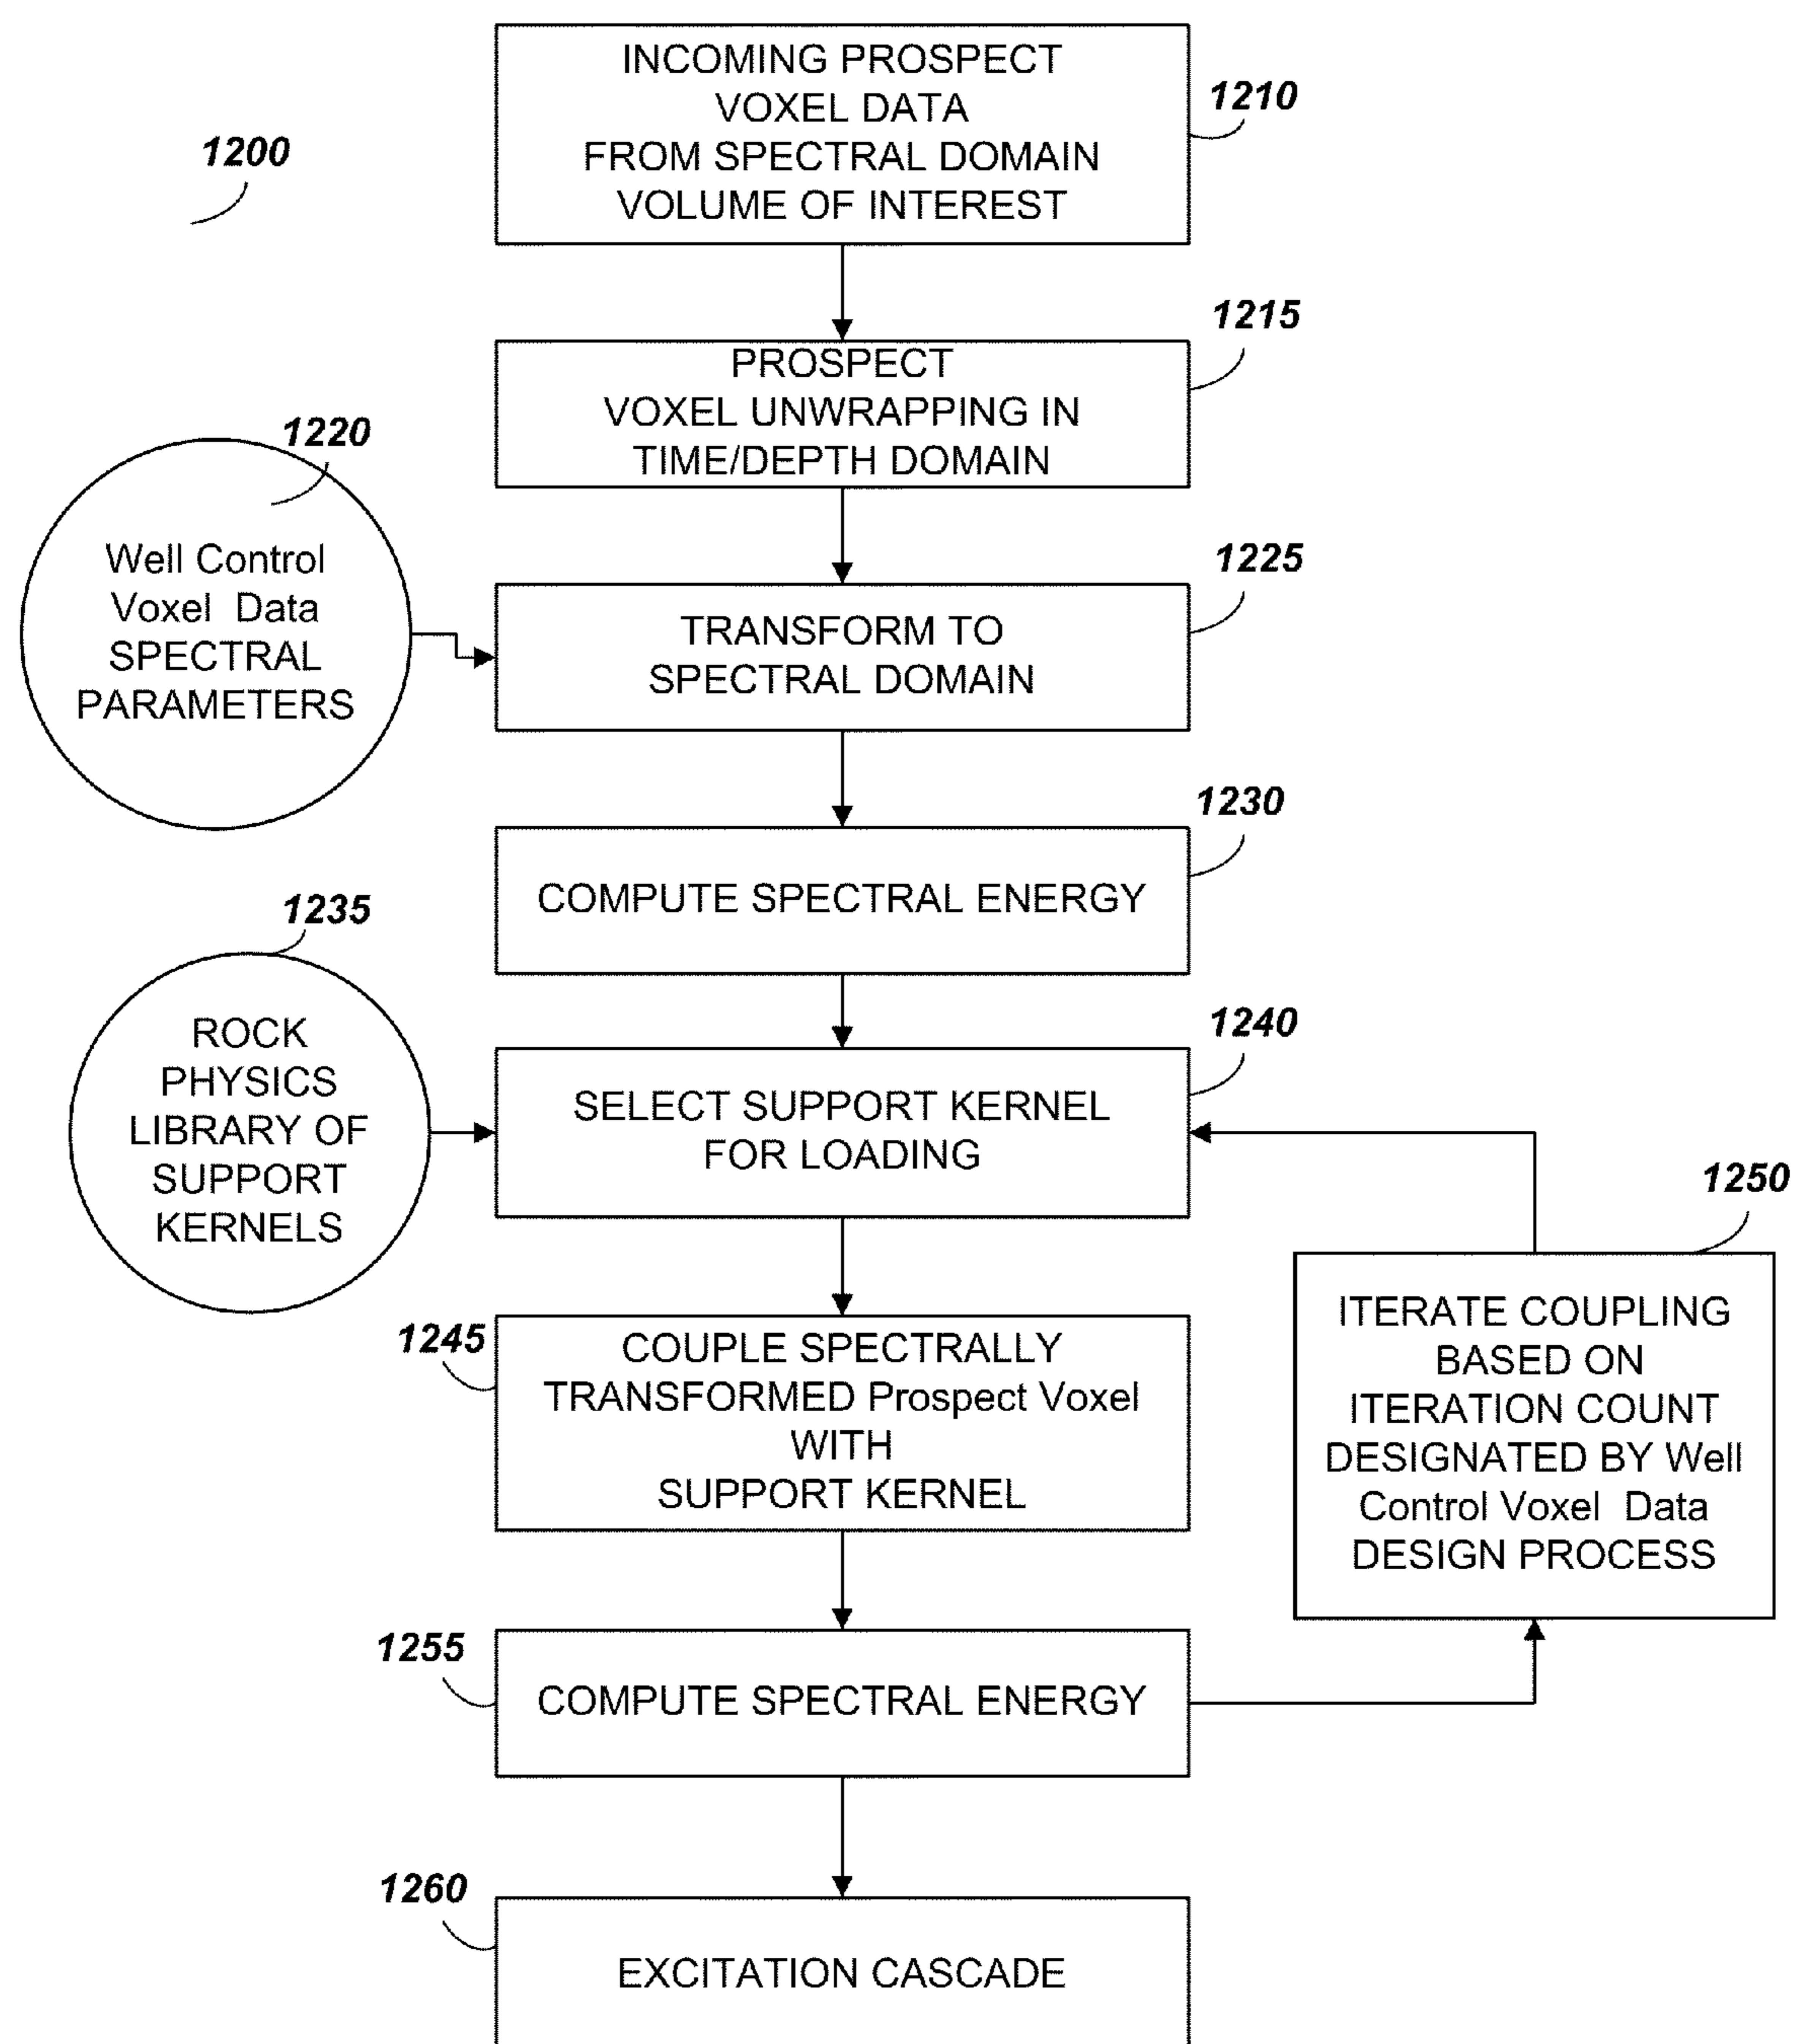 INCOMING PROSPECT
VOXEL DATA
FROM SPECTRAL DOMAIN
VOLUME OF INTEREST
1210
1200
PROSPECT
VOXEL UNWRAPPING IN
TIME/DEPTH DOMAIN
1215
1220
Well Control
Voxel Data
SPECTRAL
PARAMETERS
TRANSFORM TO
SPECTRAL DOMAIN
1225
COMPUTE SPECTRAL ENERGY
1230
1235
ROCK
PHYSICS
LIBRARY OF
SUPPORT
KERNELS
SELECT SUPPORT KERNEL
FOR LOADING
1240
1245
COUPLE SPECTRALLY
TRANSFORMED Prospect Voxel
WITH
SUPPORT KERNEL
1250
ITERATE COUPLING
BASED ON
ITERATION COUNT
DESIGNATED BY Well
Control Voxel Data
DESIGN PROCESS
1255
COMPUTE SPECTRAL ENERGY
1260
EXCITATION CASCADE